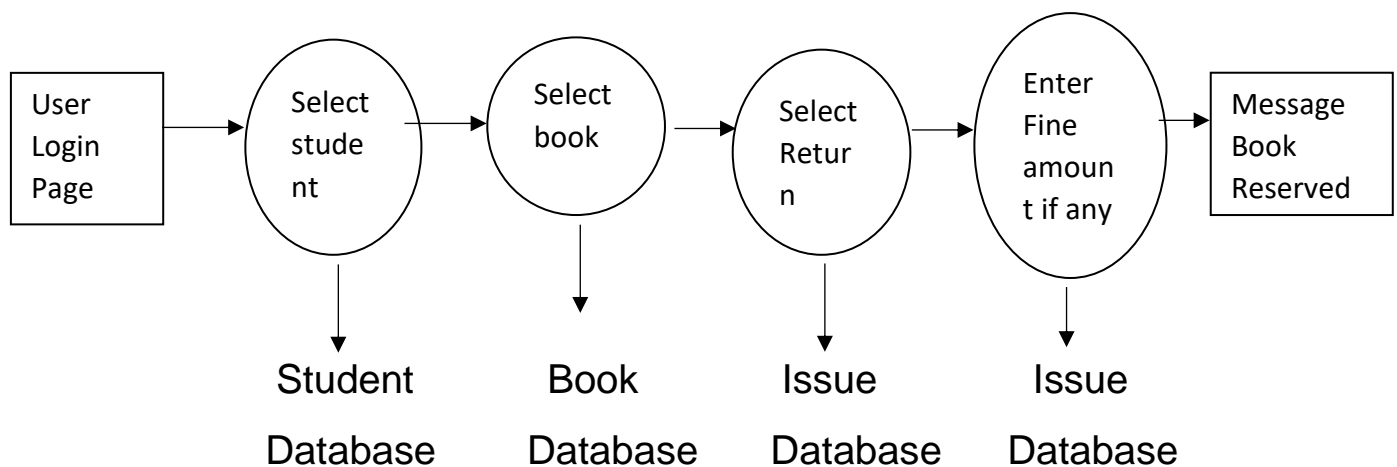 User
Login
Page
Select
stude
nt
Select
book
Select
Retur
n
Enter
Fine
amoun
t if any
Message
Book
Reserved
Student
Database
Book
Database
Issue
Database
Issue
Database